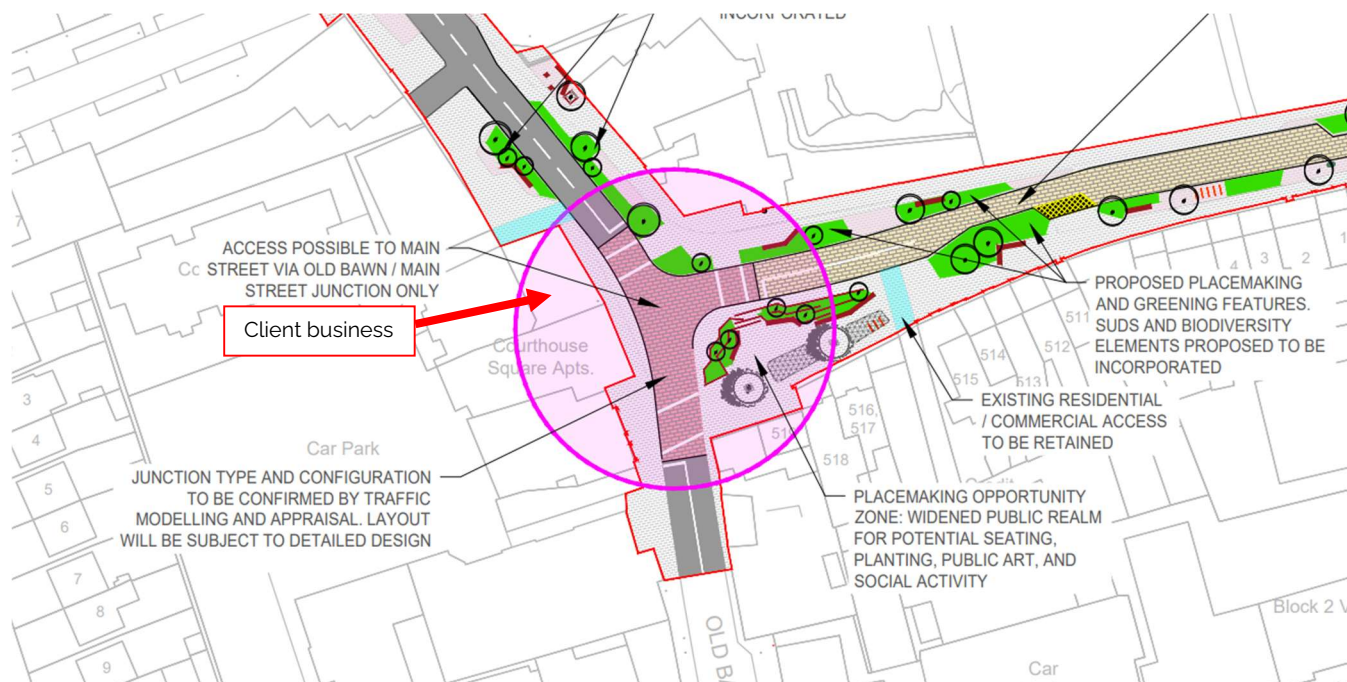 INCORPORATED
ACCESS POSSIBLE TO MAIN
STREET VIA OLD BAWN / MAIN
STREET JUNCTION ONLY
Client business
Courthouse
Square Apts.
Car Park
JUNCTION TYPE AND CONFIGURATION
TO BE CONFIRMED BY TRAFFIC
MODELLING AND APPRAISAL. LAYOUT
WILL BE SUBJECT TO DETAILED DESIGN
PROPOSED PLACEMAKING
AND GREENING FEATURES.
SUDS AND BIODIVERSITY
ELEMENTS PROPOSED TO BE
INCORPORATED
EXISTING RESIDENTIAL
/ COMMERCIAL ACCESS
TO BE RETAINED
PLACEMAKING OPPORTUNITY
ZONE: WIDENED PUBLIC REALM
FOR POTENTIAL SEATING,
PLANTING, PUBLIC ART, AND
SOCIAL ACTIVITY
3
4
5
6
7
8
9
4
3
2
511
512
513
514
515
516,
517
518
OLD BA
Block 2 V
Car